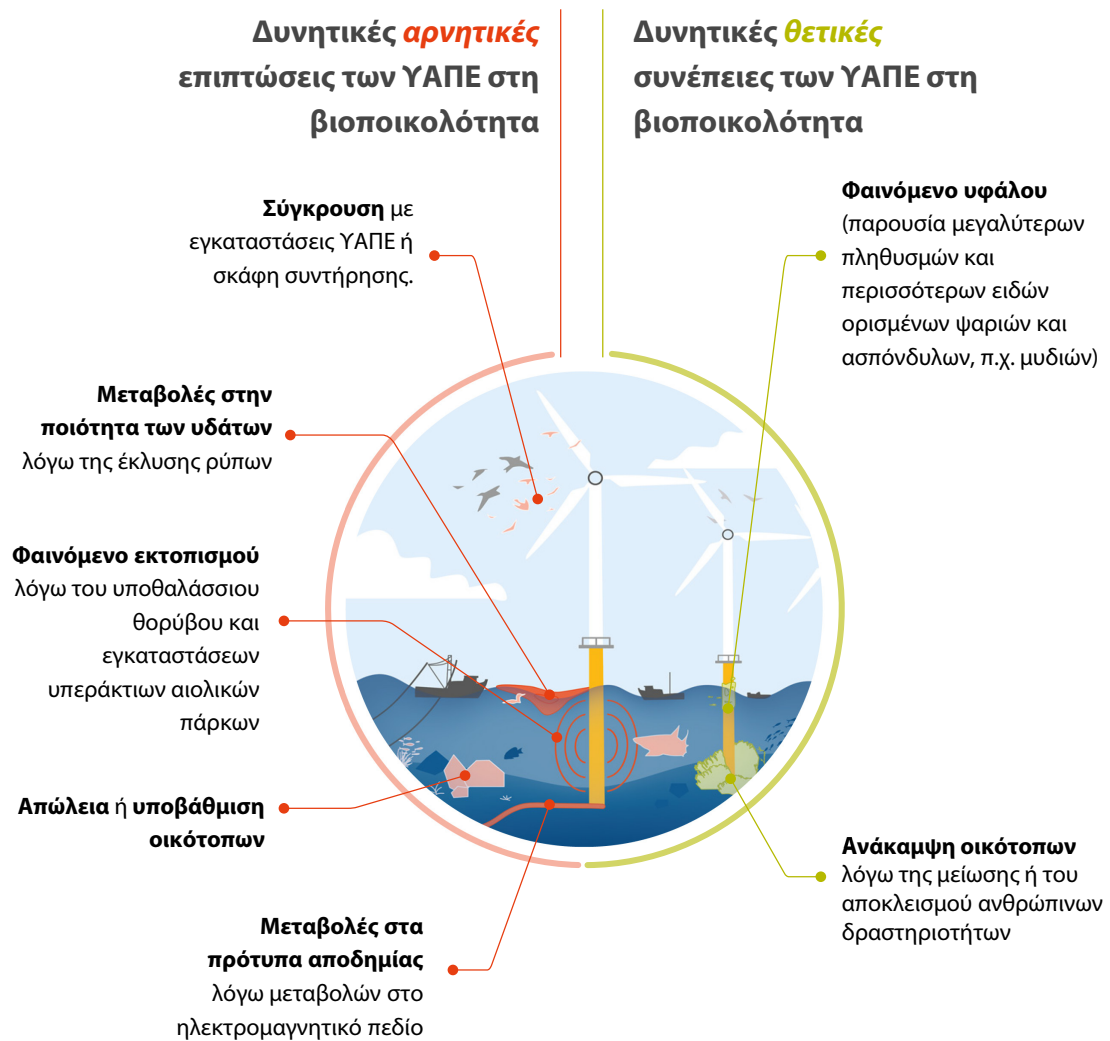 Δυνητικές αρνητικές
επιπτώσεις των ΥΑΠΕ στη
βιοποικολότητα
Δυνητικές θετικές
συνέπειες των ΥΑΠΕ στη
βιοποικολότητα
Σύγκρουση με
εγκαταστάσεις ΥΑΠΕ ή
σκάφη συντήρησης.
Μεταβολές στην
ποιότητα των υδάτων
λόγω της έκλυσης ρύπων
Φαινόμενο εκτοπισμού
λόγω του υποθαλάσσιου
θορύβου και
εγκαταστάσεων
υπεράκτιων αιολικών
πάρκων
Απώλεια ή υποβάθμιση
οικότοπων
Μεταβολές στα
πρότυπα αποδημίας
λόγω μεταβολών στο
ηλεκτρομαγνητικό πεδίο
Φαινόμενο υφάλου
(παρουσία μεγαλύτερων
πληθυσμών και
περισσότερων ειδών
ορισμένων ψαριών και
ασπόνδυλων, π.χ. μυδιών)
Ανάκαμψη οικότοπων
λόγω της μείωσης ή του
αποκλεισμού ανθρώπινων
δραστηριοτήτων